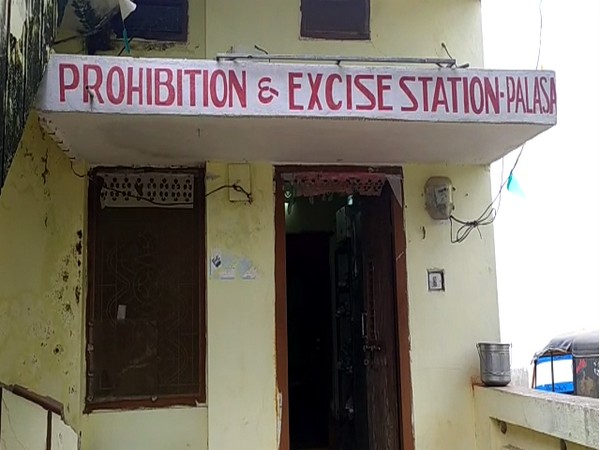 PROHIBITION & EXCISE STATION-PALASA